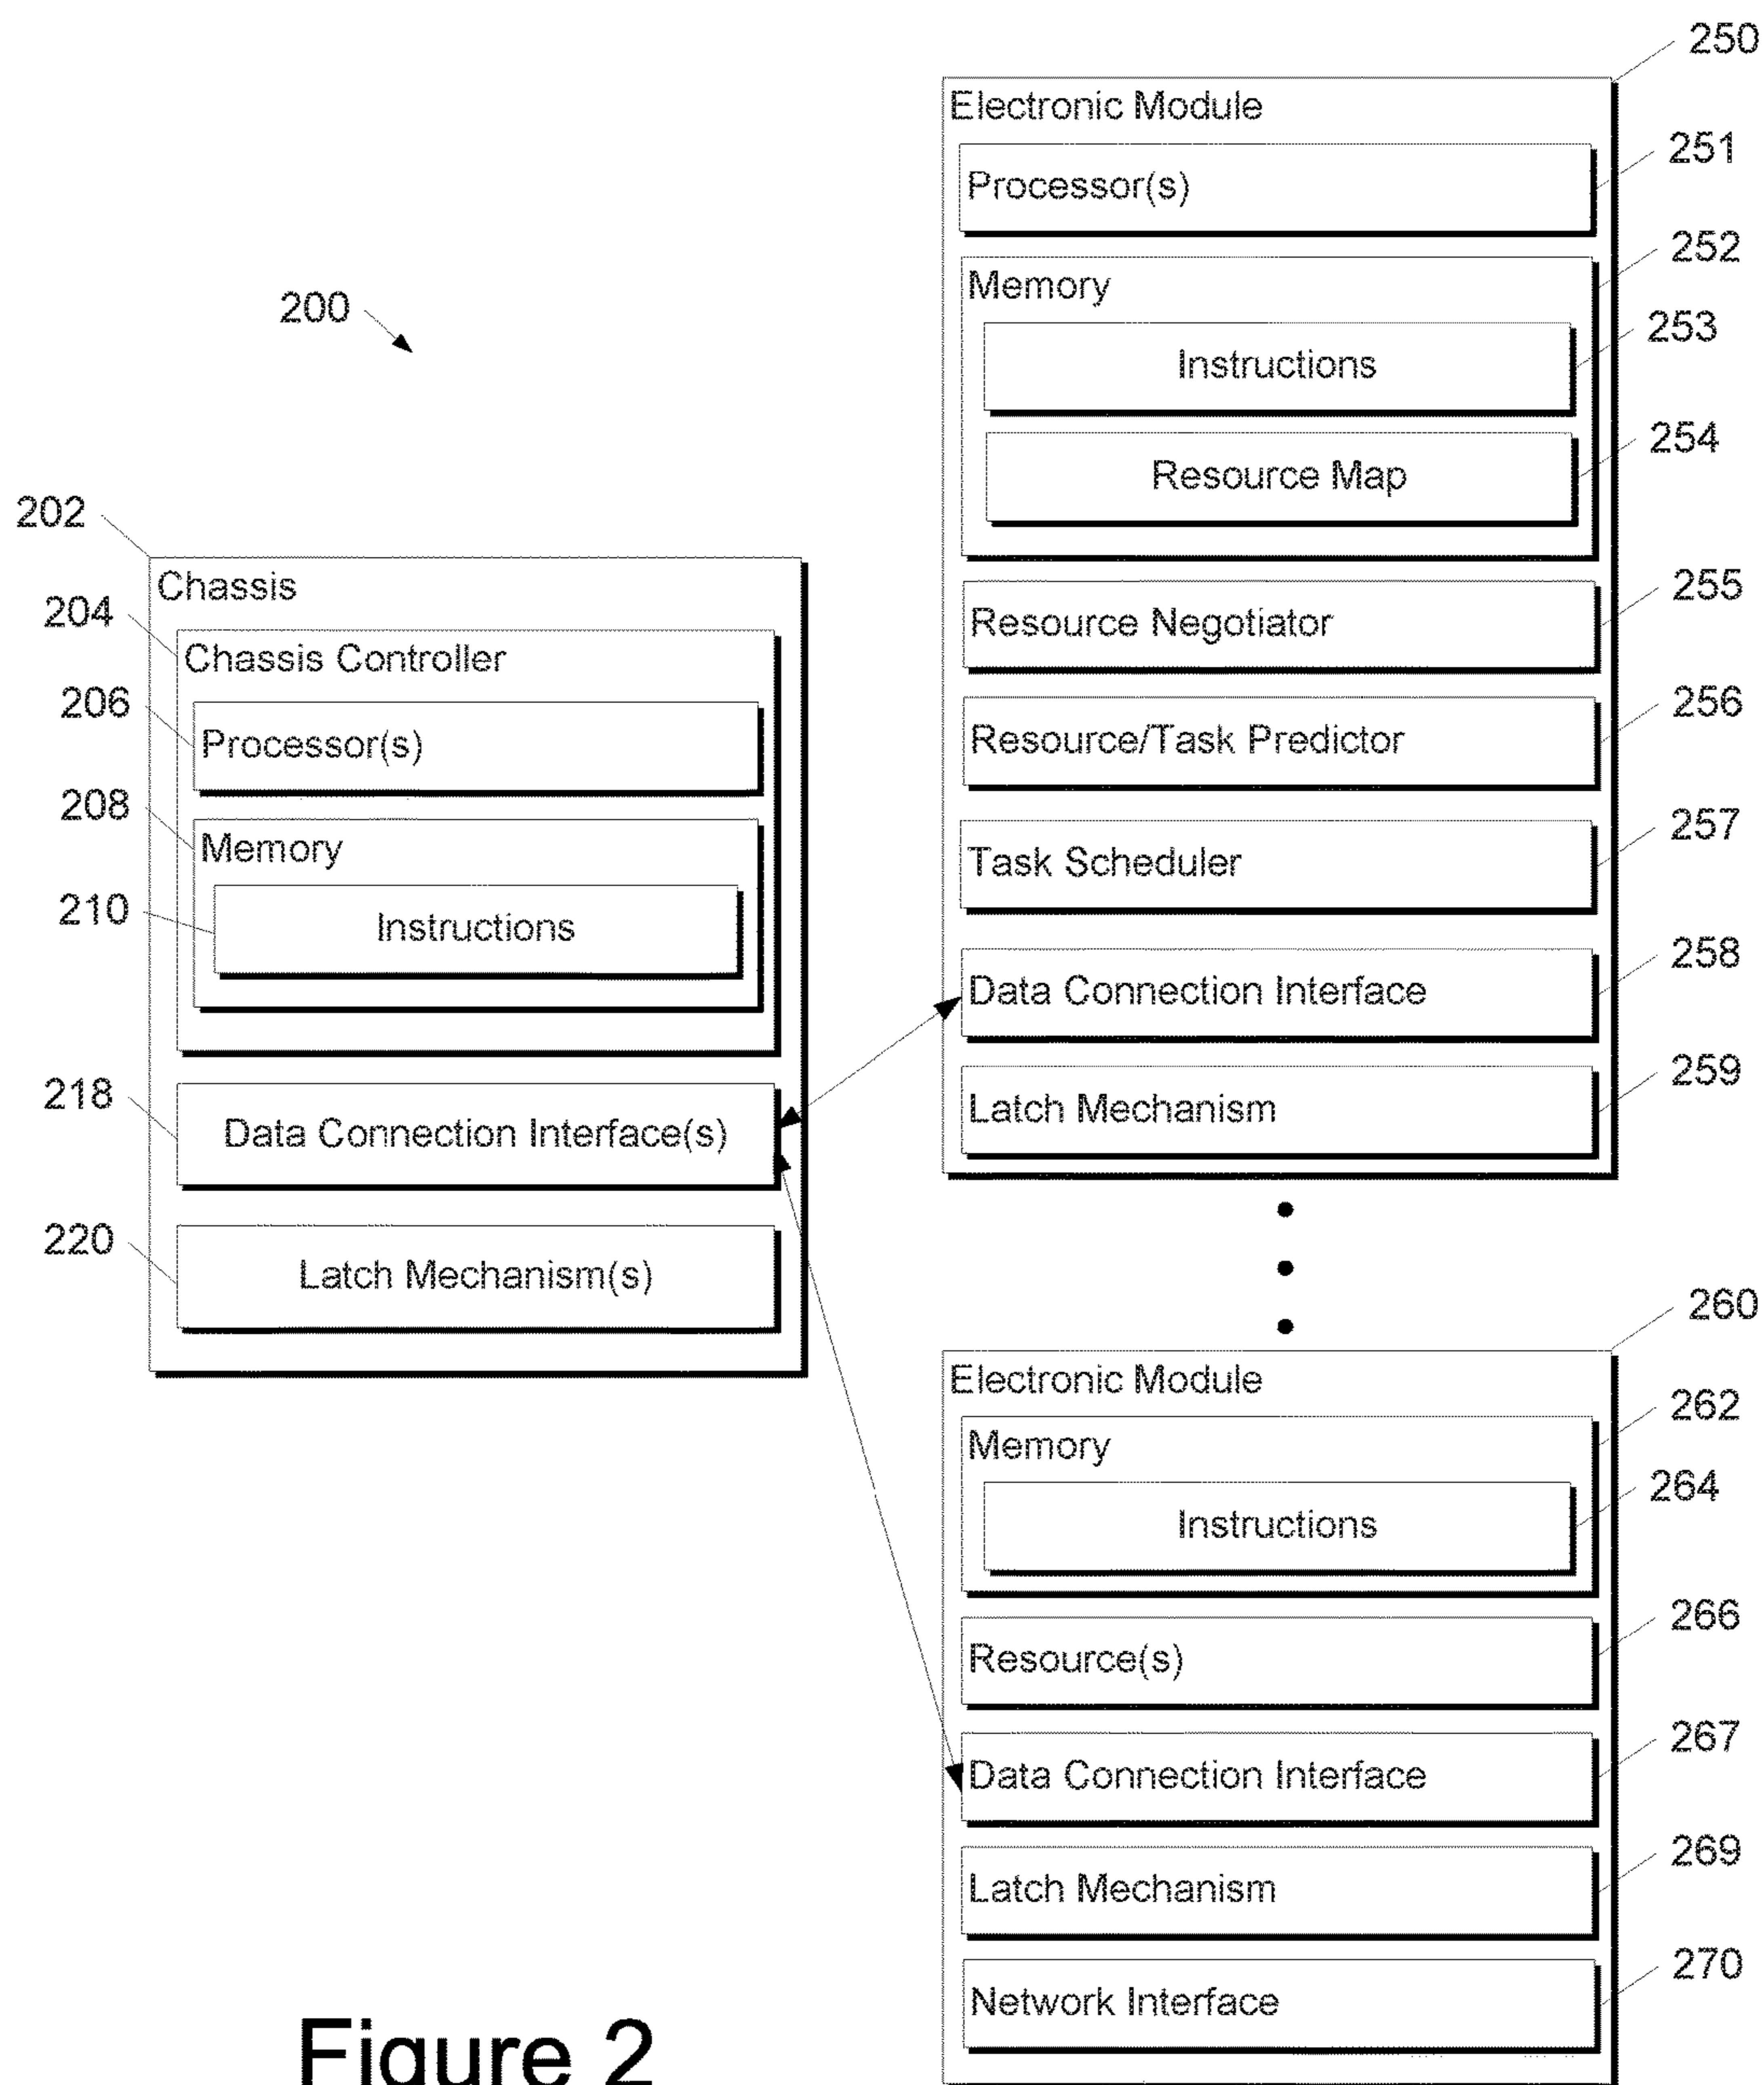 200
202
Chassis
204
Chassis Controller
206
Processor(s)
208
Memory
210
Instructions
218
Data Connection Interface(s)
220
Latch Mechanism(s)
250
Electronic Module
251
Processor(s)
252
Memory
253
Instructions
254
Resource Map
255
Resource Negotiator
256
Resource/Task Predictor
257
Task Scheduler
258
Data Connection Interface
259
Latch Mechanism
260
Electronic Module
262
Memory
264
Instructions
266
Resource(s)
267
Data Connection Interface
269
Latch Mechanism
270
Network Interface
Figure 2